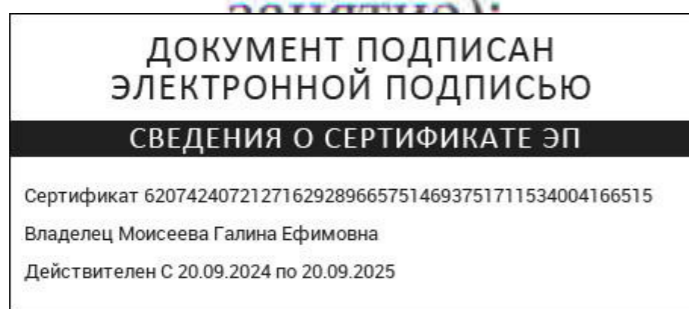 занятие):
ДОКУМЕНТ ПОДПИСАН
ЭЛЕКТРОННОЙ ПОДПИСЬЮ
СВЕДЕНИЯ О СЕРТИФИКАТЕ ЭП
Сертификат 620742407212716292896657514693751711534004166515
Владелец Моисеева Галина Ефимовна
Действителен С 20.09.2024 по 20.09.2025